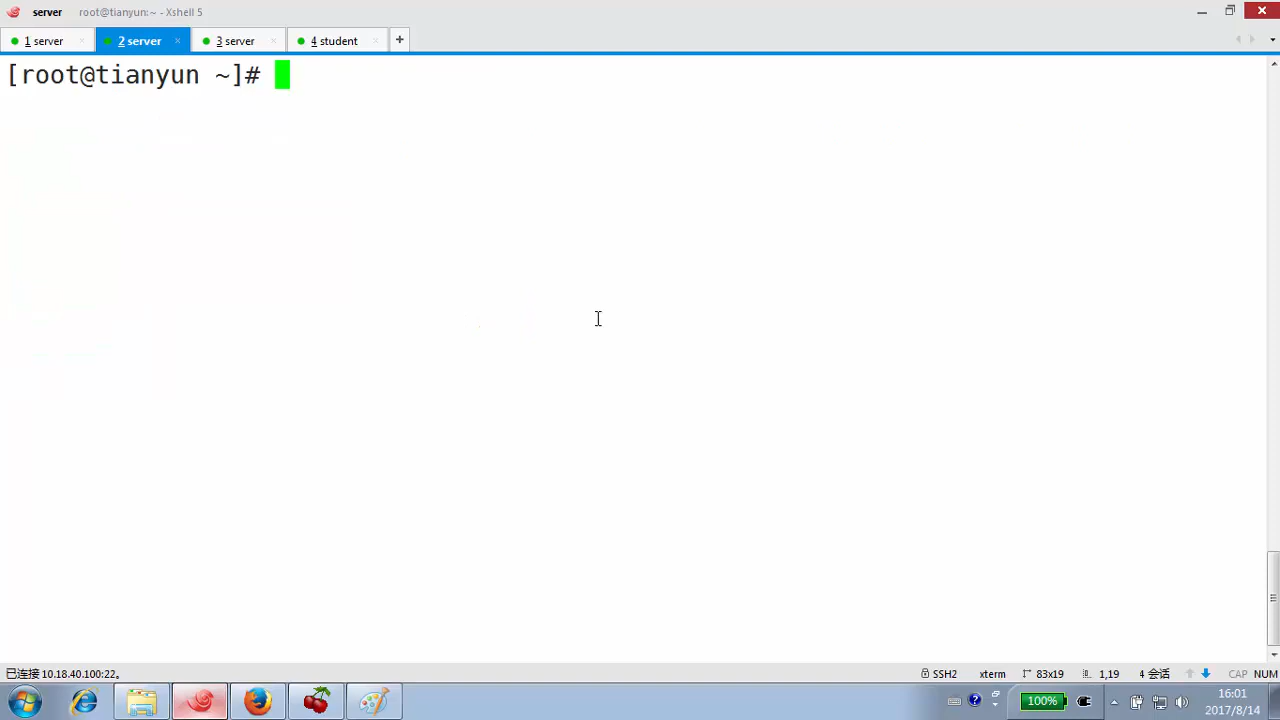 server root@tianyun:~ - Xshell 5
1 server × 2 server × 3 server × 4 student × +
[root@tianyun ~]#
已连接 10.18.40.100:22。 SSH2 xterm 83x19 1,19 4 会话 CAP NUM
100% 16:01
2017/8/14